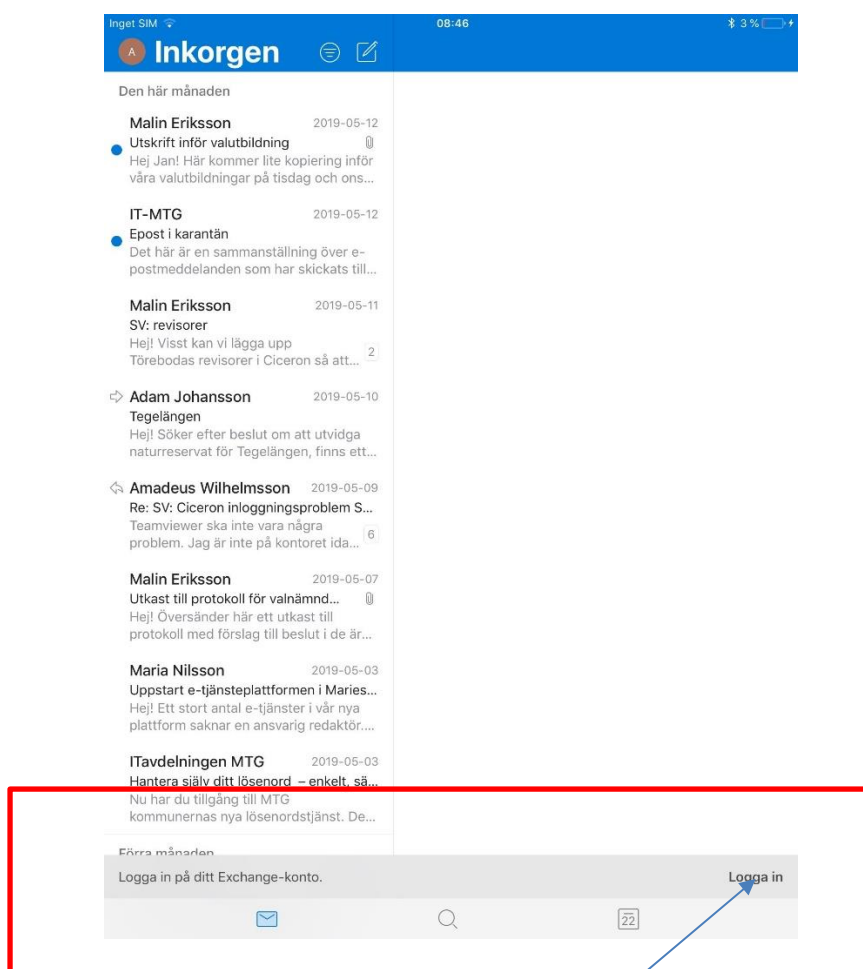 Inget SIM 08:46 3 %
A Inkorgen
Den här månaden
Malin Eriksson 2019-05-12
Utskrift inför valutbildning
Hej Jan! Här kommer lite kopiering inför
våra valutbildningar på tisdag och ons...
IT-MTG 2019-05-12
Epost i karantän
Det här är en sammanställning över e-
postmeddelanden som har skickats till...
Malin Eriksson 2019-05-11
SV: revisorer
Hej! Visst kan vi lägga upp
Törebodas revisorer i Ciceron så att... 2
Adam Johansson 2019-05-10
Tegelängen
Hej! Söker efter beslut om att utvidga
naturreservat för Tegelängen, finns ett...
Amadeus Wilhelmsson 2019-05-09
Re: SV: Ciceron inloggningsproblem S...
Teamviewer ska inte vara några
problem. Jag är inte på kontoret ida... 6
Malin Eriksson 2019-05-07
Utkast till protokoll för valnämnd...
Hej! Översänder här ett utkast till
protokoll med förslag till beslut i de är...
Maria Nilsson 2019-05-03
Uppstart e-tjänsteplattformen i Maries...
Hej! Ett stort antal e-tjänster i vår nya
plattform saknar en ansvarig redaktör....
ITavdelningen MTG 2019-05-03
Hantera själv ditt lösenord – enkelt, sä...
Nu har du tillgång till MTG
kommunernas nya lösenordstjänst. De...
Förra månaden
Logga in på ditt Exchange-konto. Logga in
22